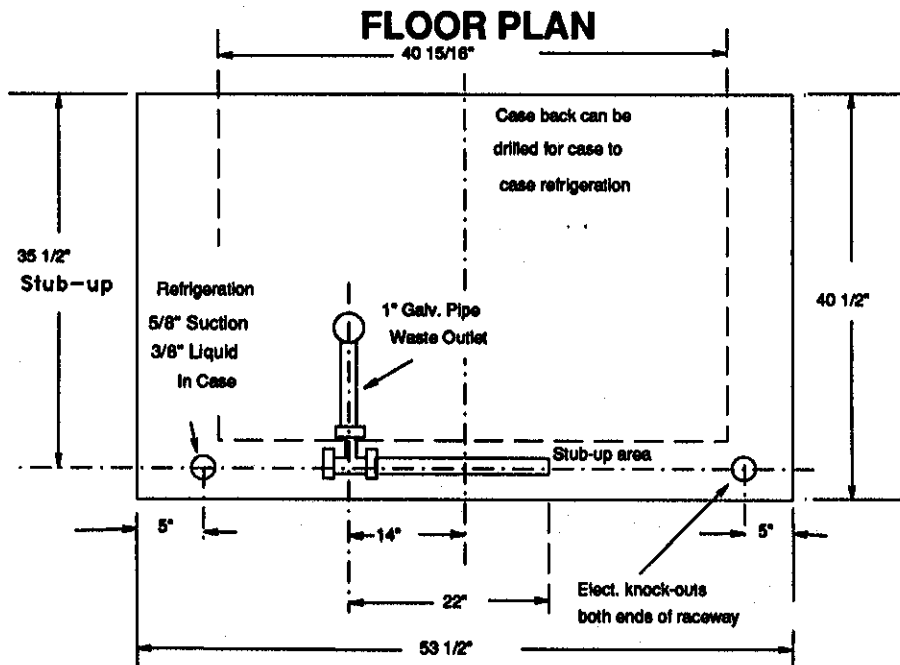 FLOOR PLAN
40 15/16"
Case back can be
drilled for case to
case refrigeration
35 1/2"
Stub-up
Refrigeration
5/8" Suction
3/8" Liquid
In Case
1" Galv. Pipe
Waste Outlet
40 1/2"
Stub-up area
5"
14"
5"
22"
Elect. knock-outs
both ends of raceway
53 1/2"